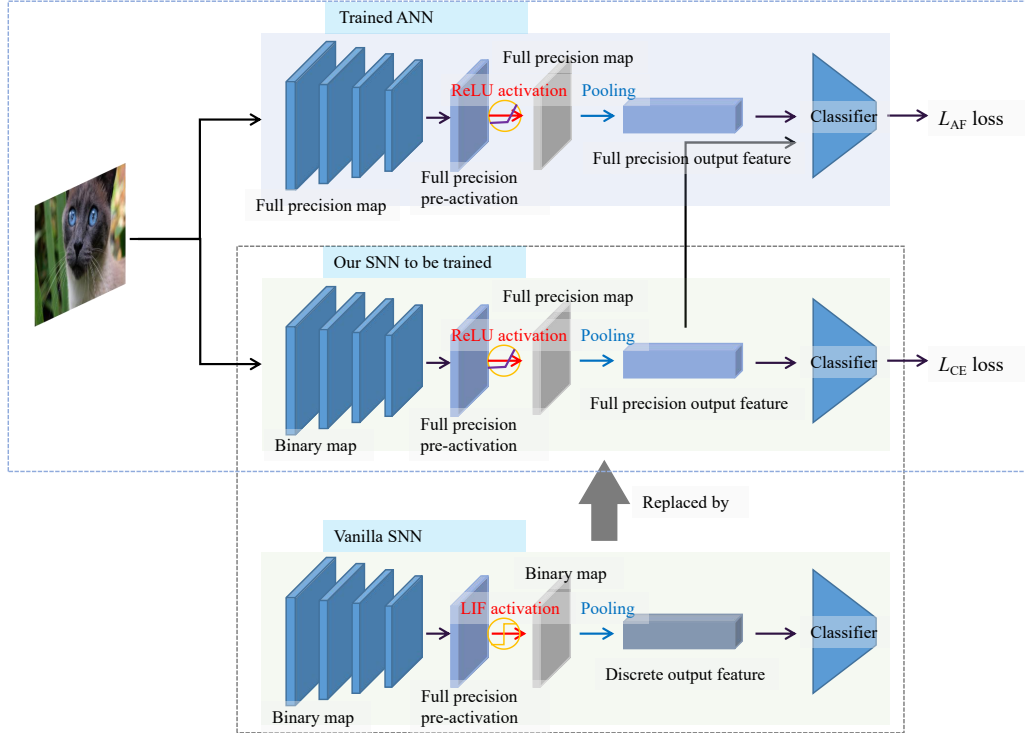 Trained ANN
Full precision map
ReLU activation
Pooling
Classifier
L_AF loss
Full precision output feature
Full precision
pre-activation
Full precision map
Our SNN to be trained
Full precision map
ReLU activation
Pooling
Classifier
L_CE loss
Full precision output feature
Full precision
pre-activation
Binary map
Replaced by
Vanilla SNN
Binary map
LIF activation
Pooling
Classifier
Discrete output feature
Full precision
pre-activation
Binary map